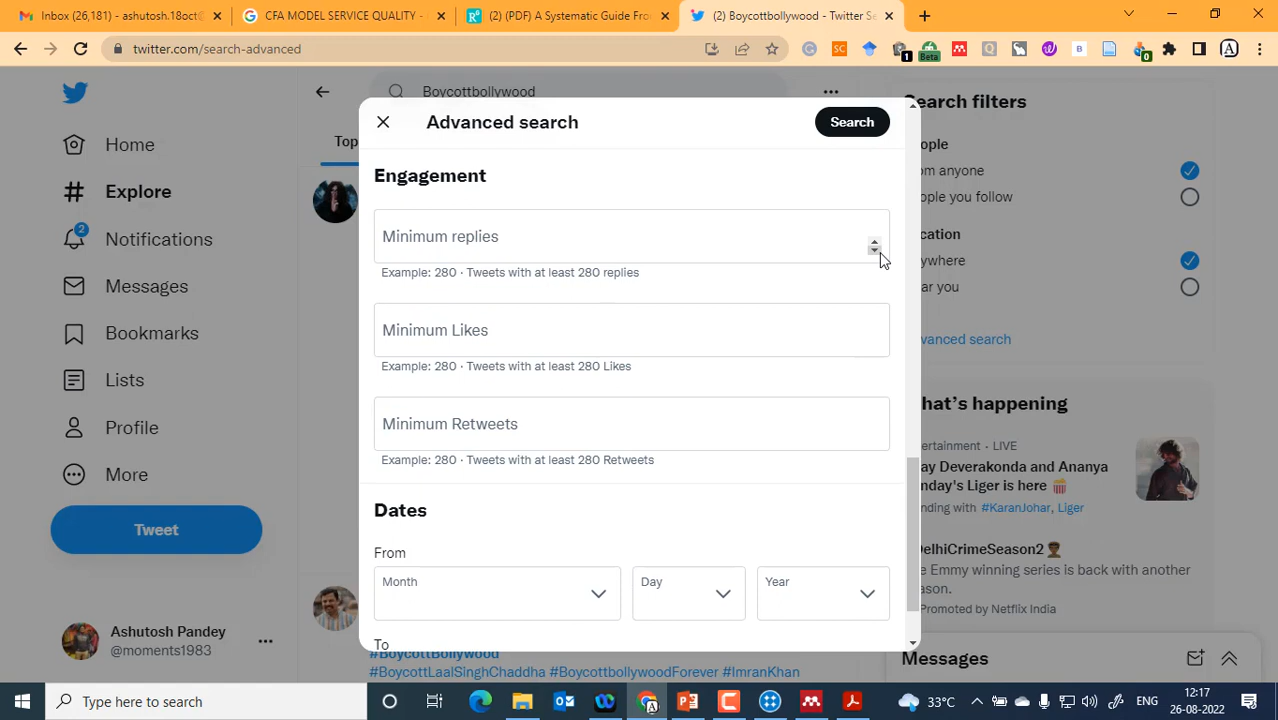 Inbox (26,181) - ashutosh.18oct@
CFA MODEL SERVICE QUALITY -
(2) (PDF) A Systematic Guide Fro
(2) Boycottbollywood - Twitter Se
twitter.com/search-advanced
SC
1
Beta
B
0
A
Boycottbollywood
Home
Explore
2
Notifications
Messages
Bookmarks
Lists
Profile
More
Tweet
Ashutosh Pandey
@moments1983
Top
Advanced search
Search
Engagement
Minimum replies
Example: 280 · Tweets with at least 280 replies
Minimum Likes
Example: 280 · Tweets with at least 280 Likes
Minimum Retweets
Example: 280 · Tweets with at least 280 Retweets
Dates
From
Month
Day
Year
To
#BoycottBollywood
#BoycottLaalSinghChaddha #BoycottbollywoodForever #ImranKhan
Search filters
eople
om anyone
ople you follow
cation
ywhere
ar you
vanced search
hat's happening
ertainment · LIVE
ay Deverakonda and Ananya
nday's Liger is here
nding with #KaranJohar, Liger
elhiCrimeSeason2
e Emmy winning series is back with another
ason.
Promoted by Netflix India
Messages
Type here to search
33°C
ENG
12:17
26-08-2022